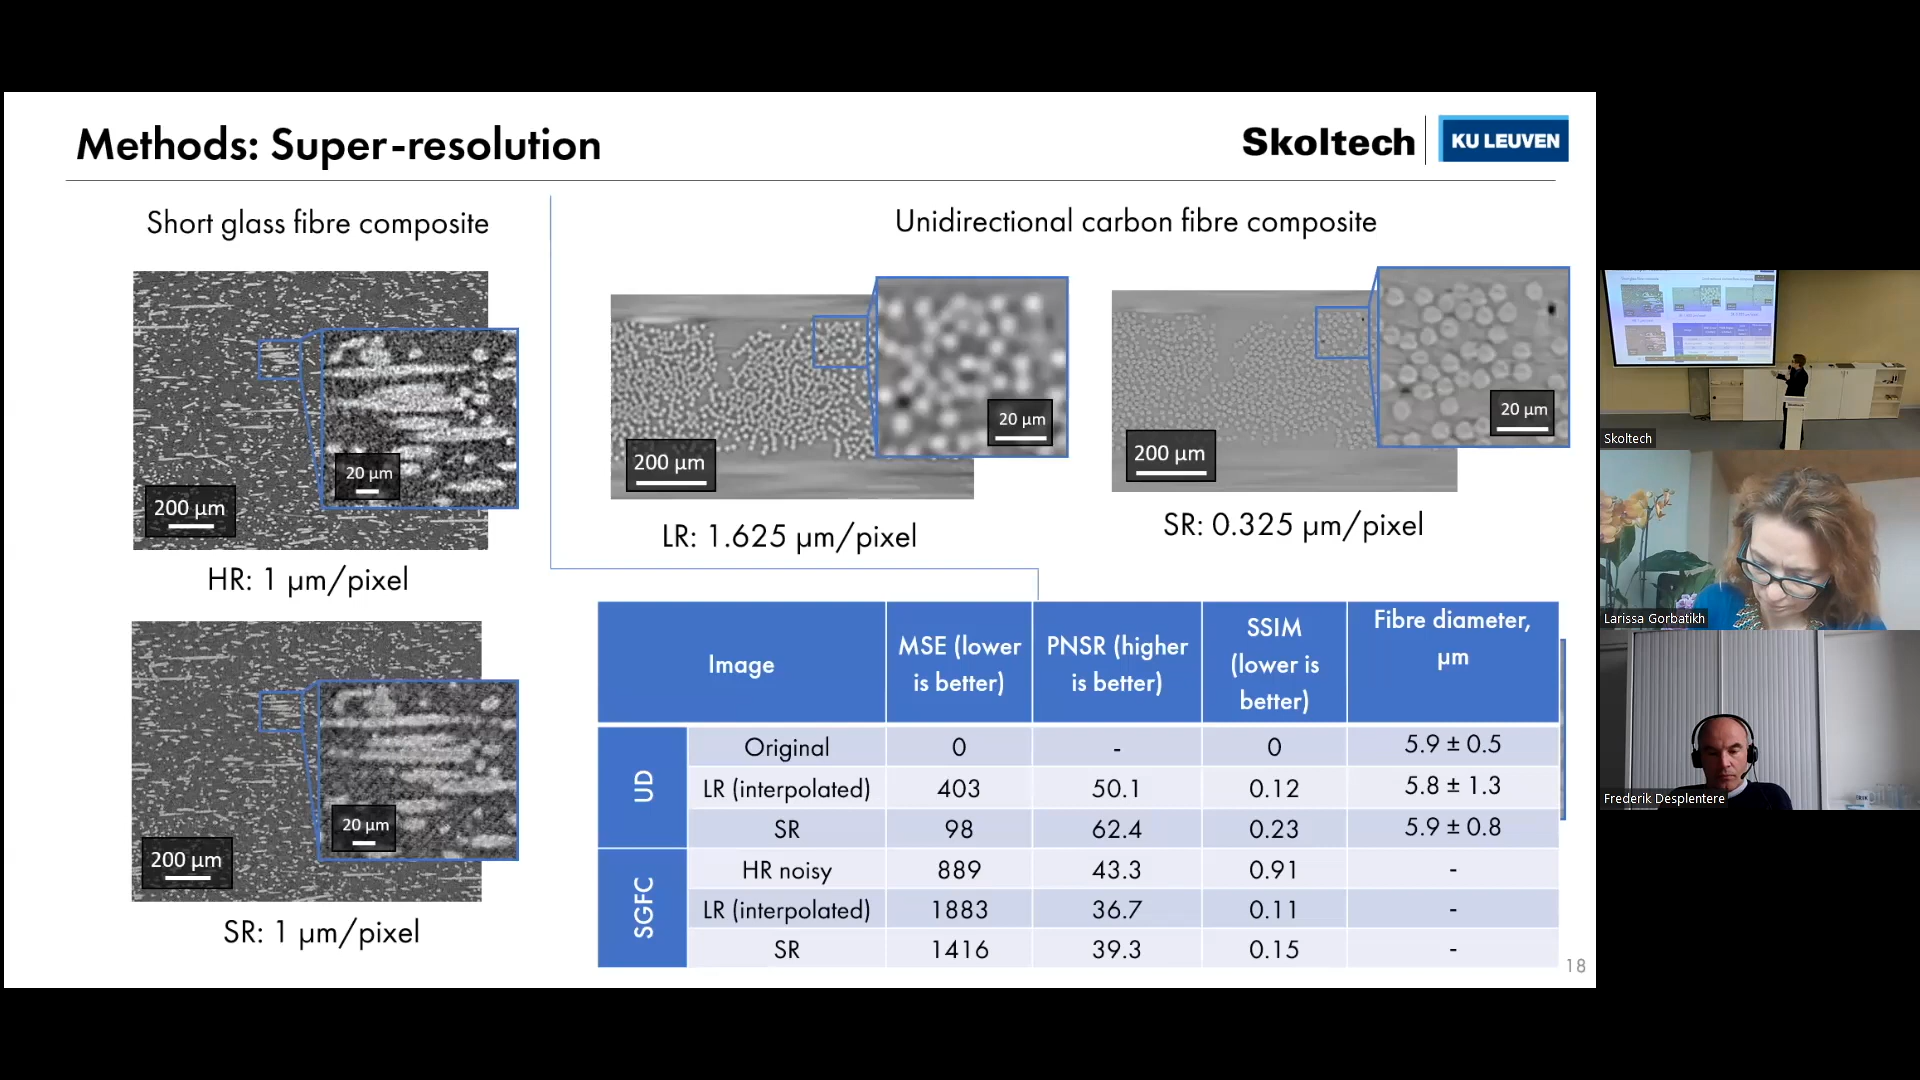 Methods: Super-resolution
Skoltech
KU LEUVEN
Short glass fibre composite
Unidirectional carbon fibre composite
20 µm
200 µm
HR: 1 µm/pixel
20 µm
200 µm
LR: 1.625 µm/pixel
20 µm
200 µm
SR: 0.325 µm/pixel
20 µm
200 µm
SR: 1 µm/pixel
Image
MSE (lower
is better)
PNSR (higher
is better)
SSIM
(lower is
better)
Fibre diameter,
µm
UD
Original 0 - 0 5.9 ± 0.5
LR (interpolated) 403 50.1 0.12 5.8 ± 1.3
SR 98 62.4 0.23 5.9 ± 0.8
SGFC
HR noisy 889 43.3 0.91 -
LR (interpolated) 1883 36.7 0.11 -
SR 1416 39.3 0.15 -
18
Skoltech
Larissa Gorbatikh
Frederik Desplentere